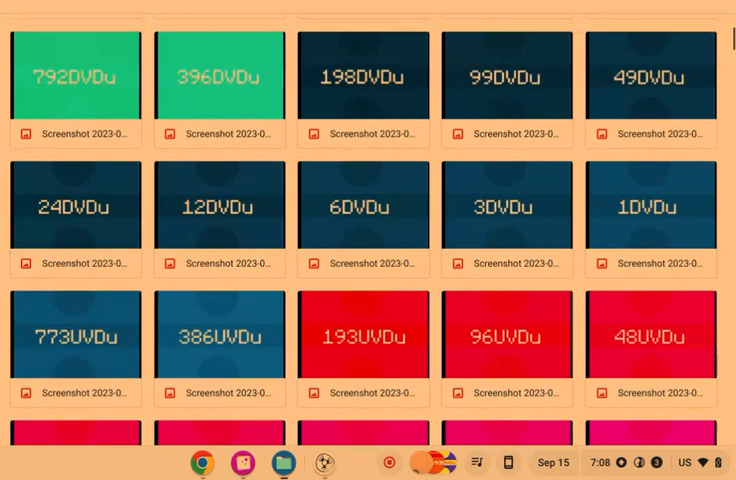 792DVDu 396DVDu 198DVDu 99DVDu 49DVDu
Screenshot 2023-0... Screenshot 2023-0... Screenshot 2023-0... Screenshot 2023-0... Screenshot 2023-0...
24DVDu 12DVDu 6DVDu 3DVDu 1DVDu
Screenshot 2023-0... Screenshot 2023-0... Screenshot 2023-0... Screenshot 2023-0... Screenshot 2023-0...
773UVDu 386UVDu 193UVDu 96UVDu 48UVDu
Screenshot 2023-0... Screenshot 2023-0... Screenshot 2023-0... Screenshot 2023-0... Screenshot 2023-0...
Sep 15 7:08 3 US